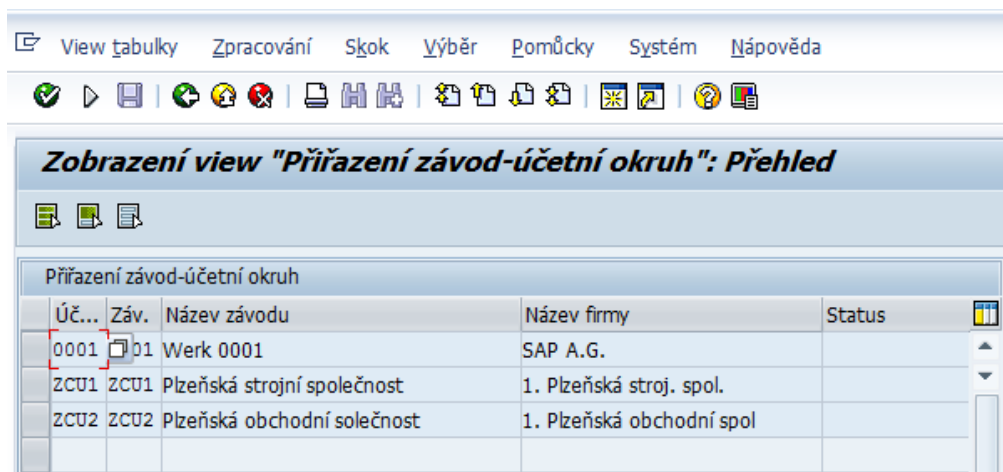 View tabulky Zpracování Skok Výběr Pomůcky Systém Nápověda
Zobrazení view "Přiřazení závod-účetní okruh": Přehled
Přiřazení závod-účetní okruh
Úč... Záv. Název závodu Název firmy Status
0001 01 Werk 0001 SAP A.G.
ZCU1 ZCU1 Plzeňská strojní společnost 1. Plzeňská stroj. spol.
ZCU2 ZCU2 Plzeňská obchodní solečnost 1. Plzeňská obchodní spol